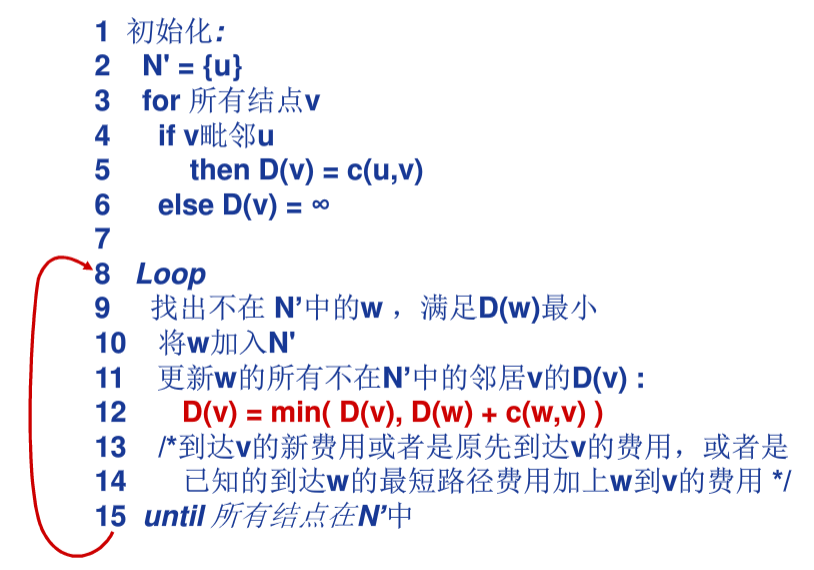 1 初始化:
2 N' = {u}
3 for 所有结点v
4 if v毗邻u
5 then D(v) = c(u,v)
6 else D(v) = ∞
7
8 Loop
9 找出不在 N’中的w ，满足D(w)最小
10 将w加入N'
11 更新w的所有不在N’中的邻居v的D(v) :
12 D(v) = min( D(v), D(w) + c(w,v) )
13 /*到达v的新费用或者是原先到达v的费用，或者是
14 已知的到达w的最短路径费用加上w到v的费用 */
15 until 所有结点在N’中